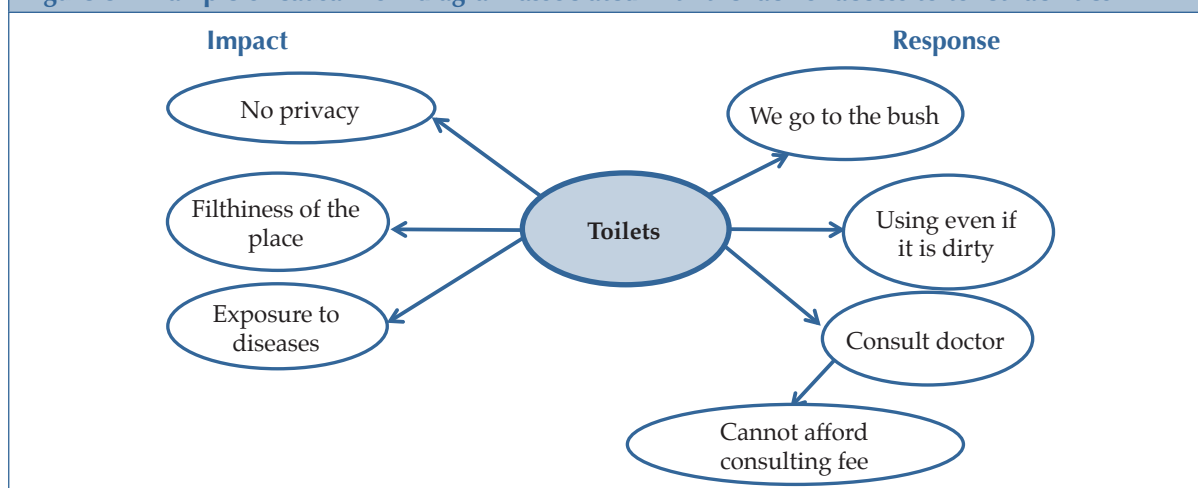 Impact
Response
No privacy
We go to the bush
Filthiness of the
place
Toilets
Using even if
it is dirty
Exposure to
diseases
Consult doctor
Cannot afford
consulting fee